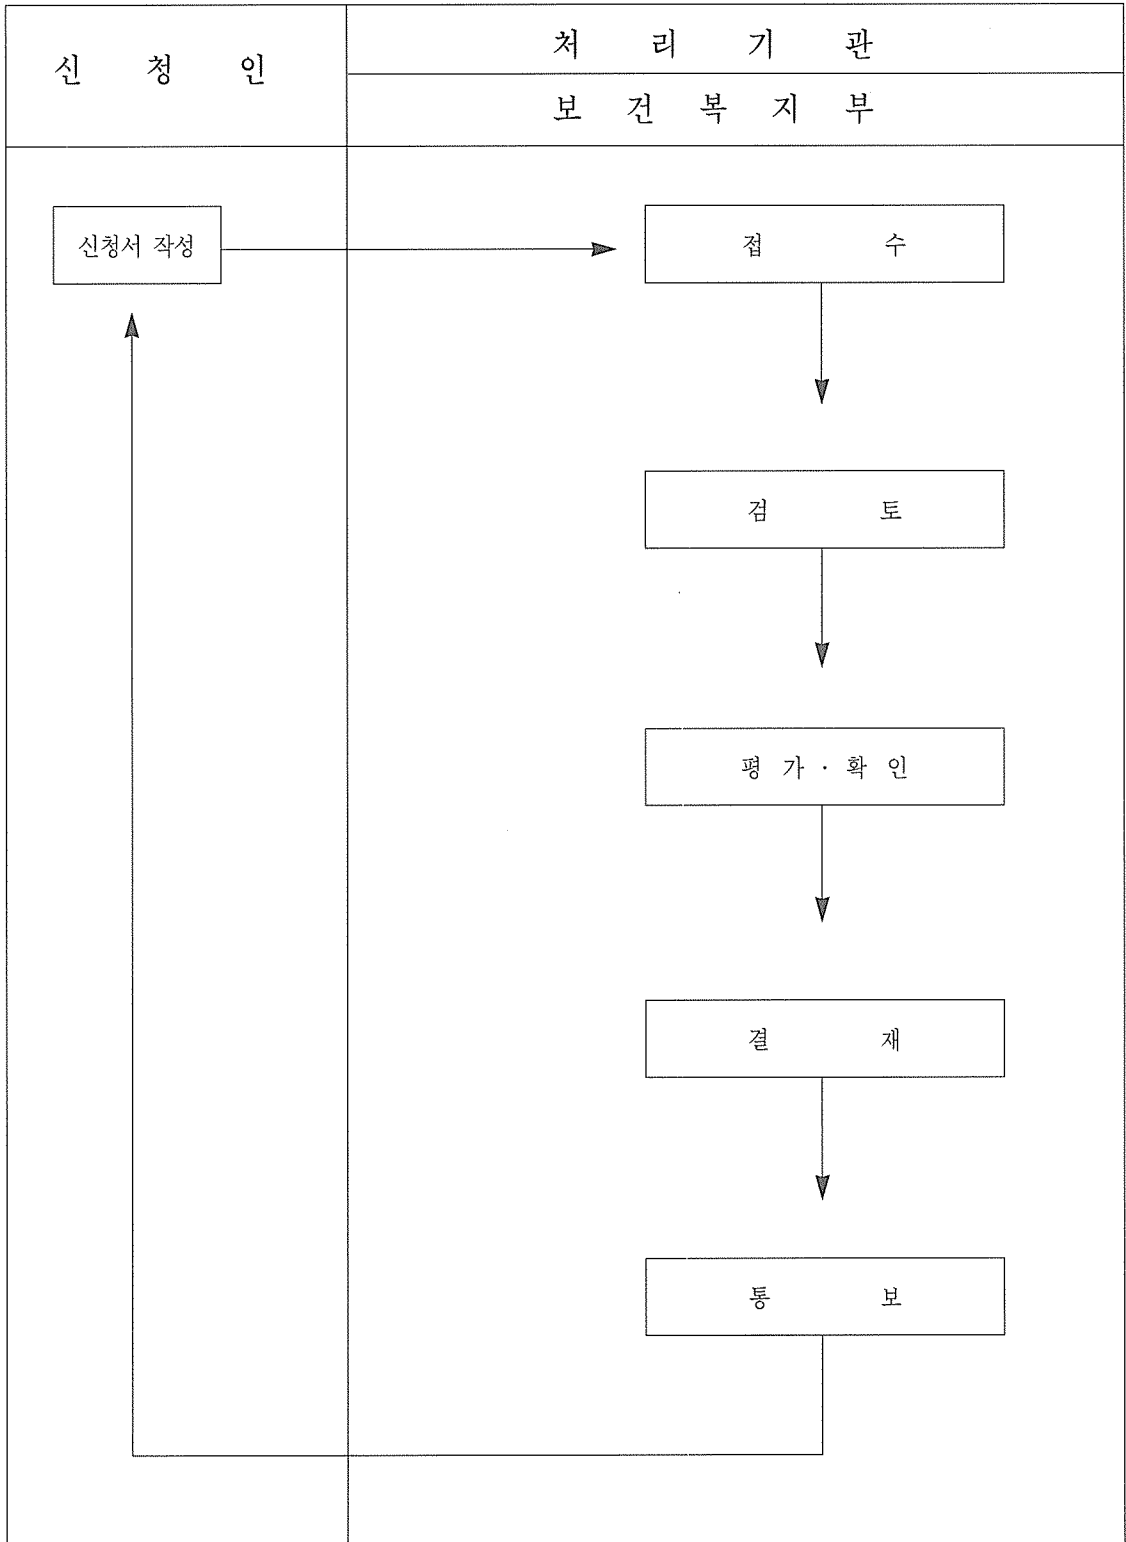 신 청 인
처 리 기 관
보 건 복 지 부
신청서 작성
접 수
검 토
평 가 · 확 인
결 재
통 보